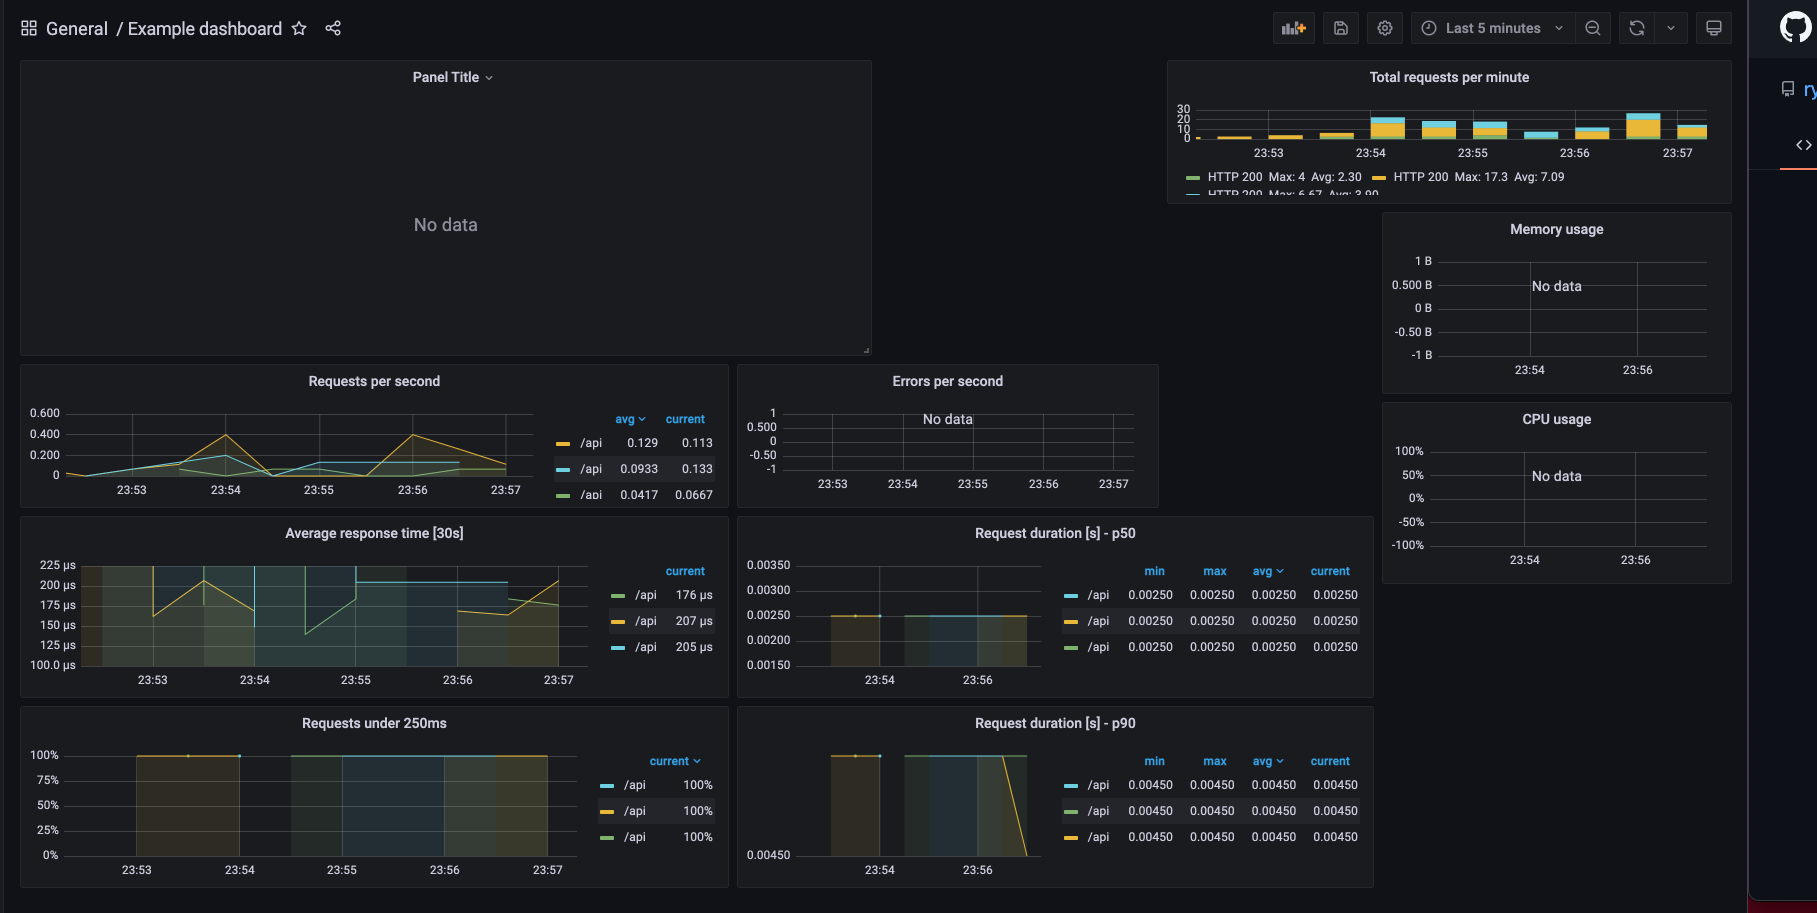 General / Example dashboard
Last 5 minutes
Panel Title
No data
Total requests per minute
30
20
10
0
23:53 23:54 23:55 23:56 23:57
HTTP 200 Max: 4 Avg: 2.30 HTTP 200 Max: 17.3 Avg: 7.09
HTTP 200 Max: 6.67 Avg: 3.90
Memory usage
1 B
0.500 B
0 B
-0.50 B
-1 B
No data
23:54 23:56
Requests per second
0.600
0.400
0.200
0
23:53 23:54 23:55 23:56 23:57
avg current
/api 0.129 0.113
/api 0.0933 0.133
/api 0.0417 0.0667
Errors per second
1
0.500
0
-0.50
-1
No data
23:53 23:54 23:55 23:56 23:57
CPU usage
100%
50%
0%
-50%
-100%
No data
23:54 23:56
Average response time [30s]
225 µs
200 µs
175 µs
150 µs
125 µs
100.0 µs
23:53 23:54 23:55 23:56 23:57
current
/api 176 µs
/api 207 µs
/api 205 µs
Request duration [s] - p50
0.00350
0.00300
0.00250
0.00200
0.00150
23:54 23:56
min max avg current
/api 0.00250 0.00250 0.00250 0.00250
/api 0.00250 0.00250 0.00250 0.00250
/api 0.00250 0.00250 0.00250 0.00250
Requests under 250ms
100%
75%
50%
25%
0%
23:53 23:54 23:55 23:56 23:57
current
/api 100%
/api 100%
/api 100%
Request duration [s] - p90
0.00450
23:54 23:56
min max avg current
/api 0.00450 0.00450 0.00450 0.00450
/api 0.00450 0.00450 0.00450 0.00450
/api 0.00450 0.00450 0.00450 0.00450